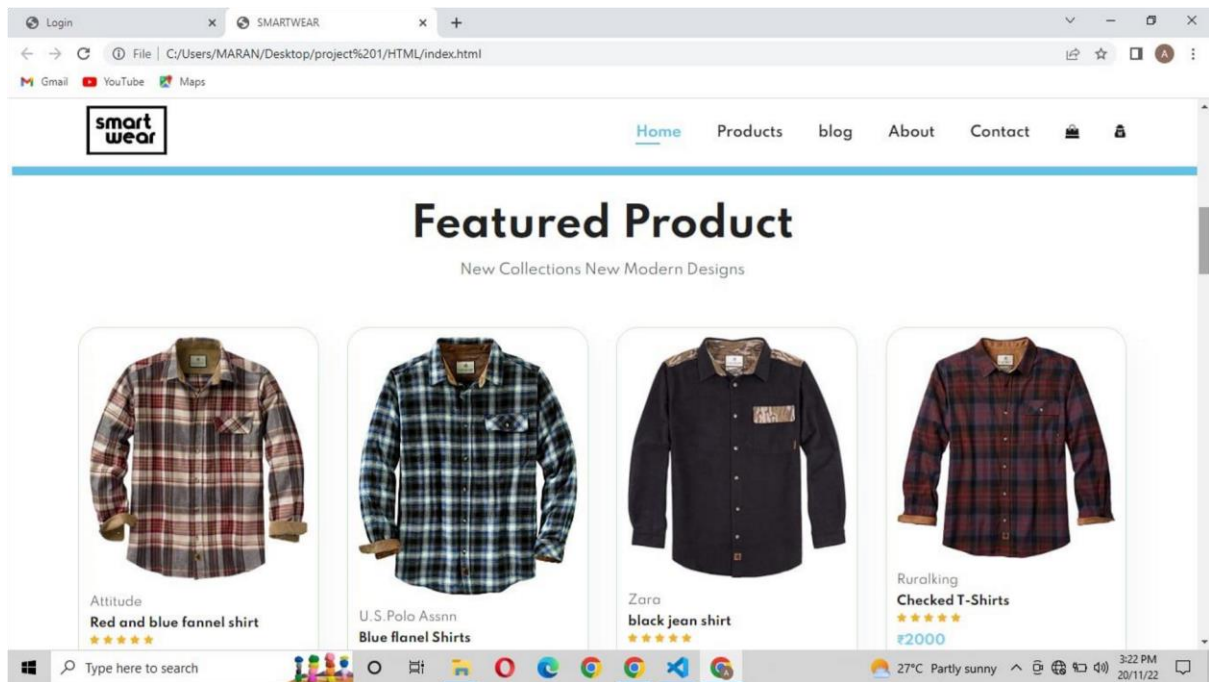 Login
SMARTWEAR
File | C:/Users/MARAN/Desktop/project%201/HTML/index.html
A
Gmail YouTube Maps
smart
wear
Home Products blog About Contact
Featured Product
New Collections New Modern Designs
Attitude
Red and blue fannel shirt
U.S.Polo Assnn
Blue flanel Shirts
Zara
black jean shirt
Ruralking
Checked T-Shirts
₹2000
Type here to search
27°C Partly sunny
3:22 PM
20/11/22